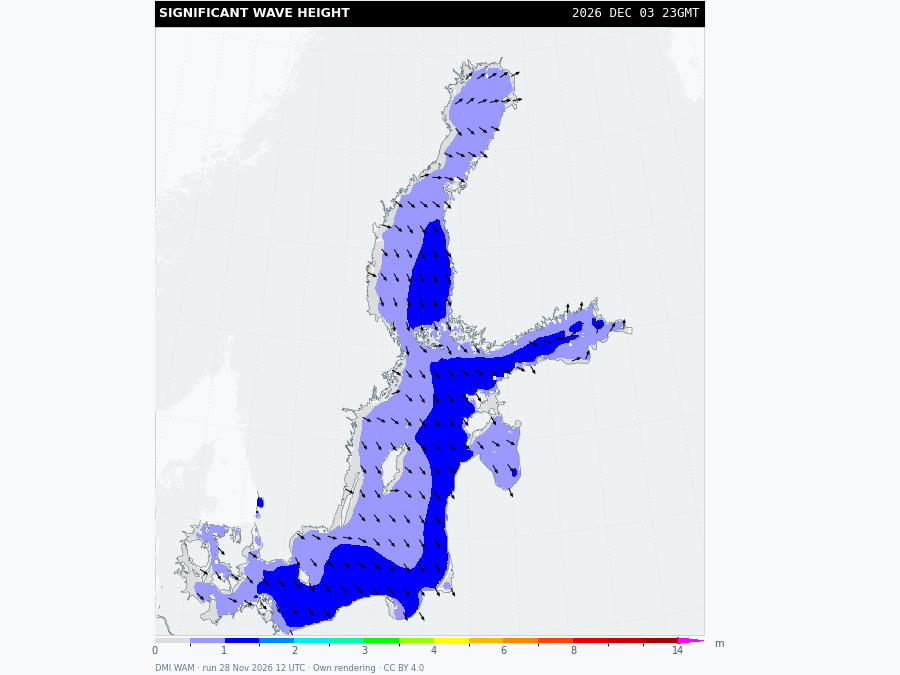 SIGNIFICANT WAVE HEIGHT 2026 DEC 03 23GMT
0 1 2 3 4 6 8 14 m
DMI WAM · run 28 Nov 2026 12 UTC · Own rendering · CC BY 4.0